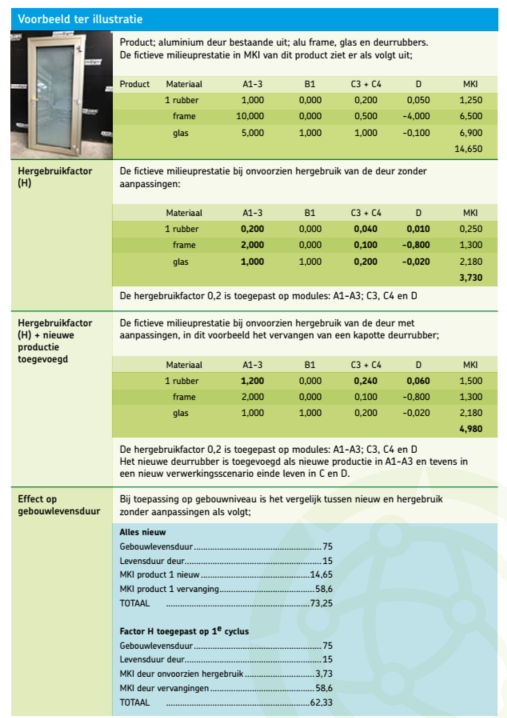 Voorbeeld ter illustratie
Product; aluminium deur bestaande uit; alu frame, glas en deurrubbers.
De fictieve milieuprestatie in MKI van dit product ziet er als volgt uit;
Product Materiaal A1-3 B1 C3 + C4 D MKI
1 rubber 1,000 0,000 0,200 0,050 1,250
frame 10,000 0,000 0,500 -4,000 6,500
glas 5,000 1,000 1,000 -0,100 6,900
14,650
Hergebruikfactor
(H)
De fictieve milieuprestatie bij onvoorzien hergebruik van de deur zonder
aanpassingen:
Materiaal A1-3 B1 C3 + C4 D MKI
1 rubber 0,200 0,000 0,040 0,010 0,250
frame 2,000 0,000 0,100 -0,800 1,300
glas 1,000 1,000 0,200 -0,020 2,180
3,730
De hergebruikfactor 0,2 is toegepast op modules: A1-A3; C3, C4 en D
Hergebruikfactor
(H) + nieuwe
productie
toegevoegd
De fictieve milieuprestatie bij onvoorzien hergebruik van de deur met
aanpassingen, in dit voorbeeld het vervangen van een kapotte deurrubber;
Materiaal A1-3 B1 C3 + C4 D MKI
1 rubber 1,200 0,000 0,240 0,060 1,500
frame 2,000 0,000 0,100 -0,800 1,300
glas 1,000 1,000 0,200 -0,020 2,180
4,980
De hergebruikfactor 0,2 is toegepast op modules: A1-A3; C3, C4 en D
Het nieuwe deurrubber is toegevoegd als nieuwe productie in A1-A3 en tevens in
een nieuw verwerkingsscenario einde leven in C en D.
Effect op
gebouwlevensduur
Bij toepassing op gebouwniveau is het vergelijk tussen nieuw en hergebruik
zonder aanpassingen als volgt;
Alles nieuw
Gebouwlevensduur 75
Levensduur deur 15
MKI product 1 nieuw 14,65
MKI product 1 vervanging 58,6
TOTAAL 73,25
Factor H toegepast op 1e cyclus
Gebouwlevensduur 75
Levensduur deur 15
MKI deur onvoorzien hergebruik 3,73
MKI deur vervangingen 58,6
TOTAAL 62,33